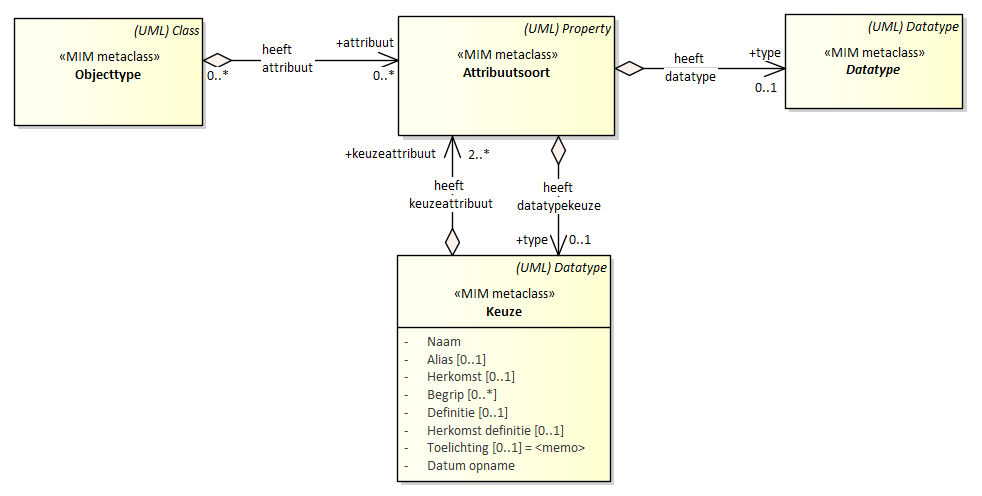 (UML) Class
«MIM metaclass»
Objecttype
heeft
attribuut
0..*
+attribuut
0..*
(UML) Property
«MIM metaclass»
Attribuutsoort
heeft
datatype
+type
0..1
(UML) Datatype
«MIM metaclass»
Datatype
+keuzeattribuut
2..*
heeft
keuzeattribuut
heeft
datatypekeuze
+type
0..1
(UML) Datatype
«MIM metaclass»
Keuze
- Naam
- Alias [0..1]
- Herkomst [0..1]
- Begrip [0..*]
- Definitie [0..1]
- Herkomst definitie [0..1]
- Toelichting [0..1] = <memo>
- Datum opname